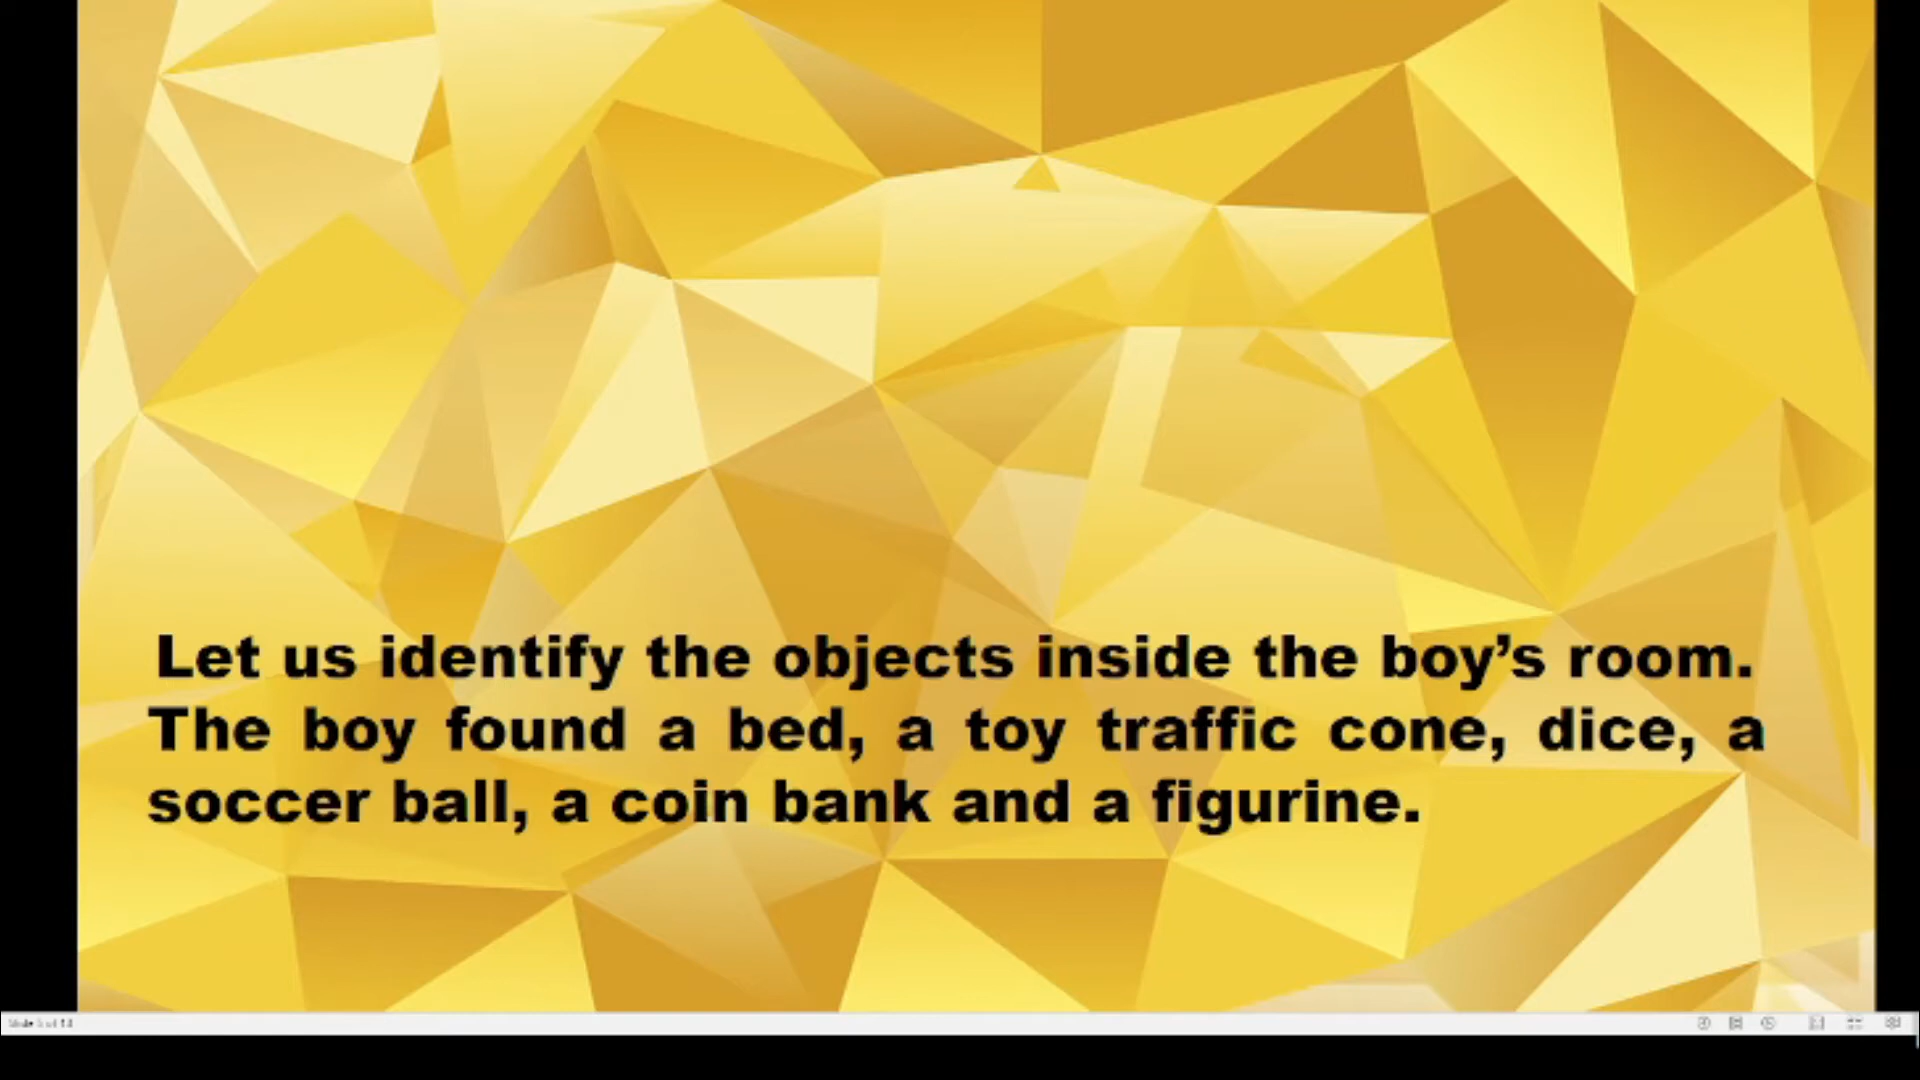 Let us identify the objects inside the boy’s room.
The boy found a bed, a toy traffic cone, dice, a
soccer ball, a coin bank and a figurine.